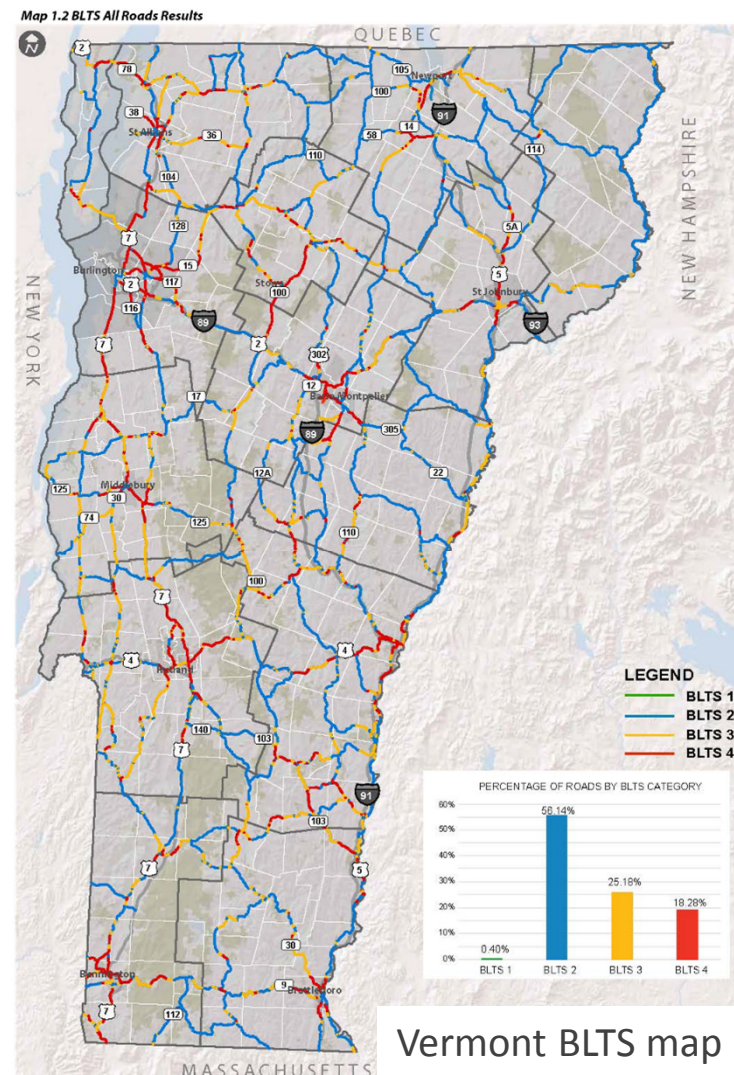 Map 1.2 BLTS All Roads Results
N
QUEBEC
2
78
105
Newport
100
91
38
St Albans
14
36
58
110
114
104
NEW HAMPSHIRE
128
5A
7
15
Burlington
5
2
117
Stowe
100
St Johnsbury
NEW YORK
116
89
93
7
2
302
12
Barre Montpelier
17
89
305
12A
22
125
Middlebury
30
74
125
110
100
7
4
4
Rutland
140
103
7
LEGEND
BLTS 1
BLTS 2
BLTS 3
BLTS 4
91
103
7
5
PERCENTAGE OF ROADS BY BLTS CATEGORY
60%
50%
40%
30%
20%
10%
0%
56.14%
25.18%
18.28%
0.40%
BLTS 1
BLTS 2
BLTS 3
BLTS 4
30
Bennington
9
Brattleboro
7
112
MASSACHUSETTS
Vermont BLTS map